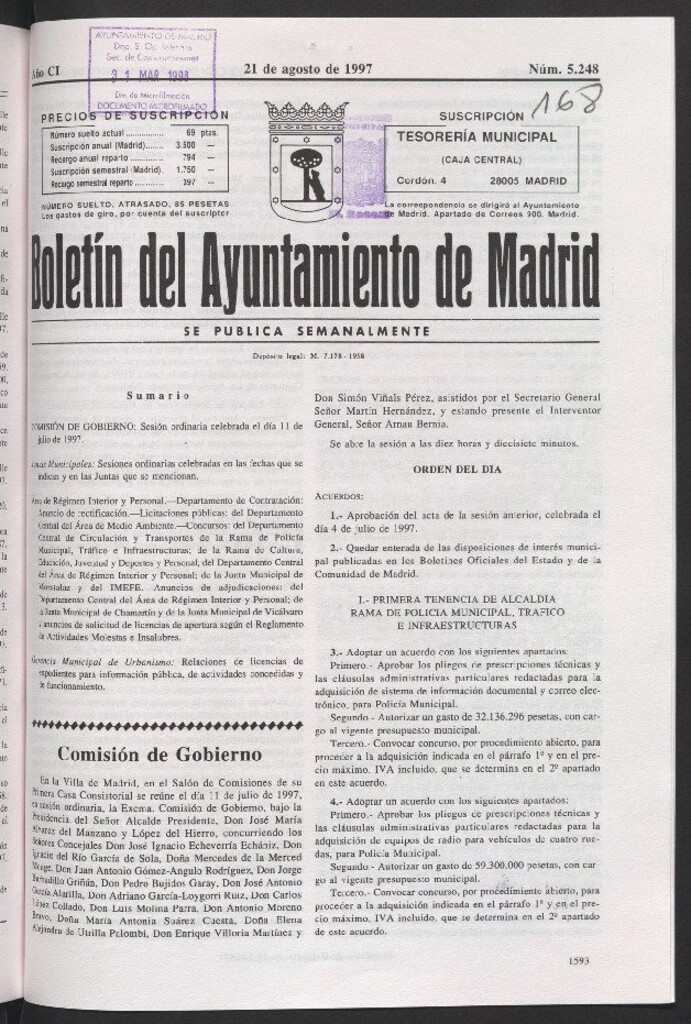 Año CI
21 de agosto de 1997
Núm. 5.248
AYUNTAMIENTO DE MADRID
31 MAR 1998
Div. de Microfilmación
DOCUMENTO MICROFILMADO
168
PRECIOS DE SUSCRIPCIÓN
Número suelto actual ............... 69 ptas.
Suscripción anual (Madrid)....... 3.500 —
Recargo anual reparto .............. 794 —
Suscripción semestral (Madrid). 1.750 —
Recargo semestral reparto ......... 397 —
NÚMERO SUELTO, ATRASADO, 85 PESETAS
Los gastos de giro, por cuenta del suscriptor
SUSCRIPCIÓN
TESORERÍA MUNICIPAL
(CAJA CENTRAL)
Cordón, 4 28005 MADRID
La correspondencia se dirigirá al Ayuntamiento
de Madrid. Apartado de Correos 900. Madrid.
Boletín del Ayuntamiento de Madrid
SE PUBLICA SEMANALMENTE
Depósito legal: M. 7.178 - 1958
Sumario
COMISIÓN DE GOBIERNO: Sesión ordinaria celebrada el día 11 de
julio de 1997.
Juntas Municipales: Sesiones ordinarias celebradas en las fechas que se
indican y en las Juntas que se mencionan.
Área de Régimen Interior y Personal.—Departamento de Contratación:
Anuncio de rectificación.—Licitaciones públicas: del Departamento
Central del Área de Medio Ambiente.—Concursos: del Departamento
Central de Circulación y Transportes de la Rama de Policía
Municipal, Tráfico e Infraestructuras; de la Rama de Cultura,
Educación, Juventud y Deportes y Personal; del Departamento Central
del Área de Régimen Interior y Personal; de la Junta Municipal de
Moratalaz y del IMEFE. Anuncios de adjudicaciones: del
Departamento Central del Área de Régimen Interior y Personal; de
la Junta Municipal de Chamartín y de la Junta Municipal de Vicálvaro
y anuncios de solicitud de licencias de apertura según el Reglamento
de Actividades Molestas e Insalubres.
Gerencia Municipal de Urbanismo: Relaciones de licencias de
expedientes para información pública, de actividades concedidas y
de funcionamiento.
Comisión de Gobierno
En la Villa de Madrid, en el Salón de Comisiones de su
Primera Casa Consistorial se reúne el día 11 de julio de 1997,
en sesión ordinaria, la Excma. Comisión de Gobierno, bajo la
Presidencia del Señor Alcalde Presidente, Don José María
Álvarez del Manzano y López del Hierro, concurriendo los
Señores Concejales Don José Ignacio Echeverría Echániz, Don
Ignacio del Río García de Sola, Doña Mercedes de la Merced
Monge, Don Juan Antonio Gómez-Angulo Rodríguez, Don Jorge
Barbadillo Griñán, Don Pedro Bujidos Garay, Don José Antonio
García Alarilla, Don Adriano García-Loygorri Ruiz, Don Carlos
López Collado, Don Luis Molina Parra, Don Antonio Moreno
Bravo, Doña María Antonia Suárez Cuesta, Doña Elena
Alejandra de Utrilla Palombi, Don Enrique Villoria Martínez y
Don Simón Viñals Pérez, asistidos por el Secretario General
Señor Martín Hernández, y estando presente el Interventor
General, Señor Arnau Bernia.
Se abre la sesión a las diez horas y diecisiete minutos.
ORDEN DEL DIA
ACUERDOS:
1.- Aprobación del acta de la sesión anterior, celebrada el
día 4 de julio de 1997.
2.- Quedar enterada de las disposiciones de interés munici-
pal publicadas en los Boletines Oficiales del Estado y de la
Comunidad de Madrid.
I.- PRIMERA TENENCIA DE ALCALDIA
RAMA DE POLICIA MUNICIPAL, TRAFICO
E INFRAESTRUCTURAS
3.- Adoptar un acuerdo con los siguientes apartados:
Primero.- Aprobar los pliegos de prescripciones técnicas y
las cláusulas administrativas particulares redactadas para la
adquisición de sistema de información documental y correo elec-
trónico, para Policía Municipal.
Segundo.- Autorizar un gasto de 32.136.296 pesetas, con car-
go al vigente presupuesto municipal.
Tercero.- Convocar concurso, por procedimiento abierto, para
proceder a la adquisición indicada en el párrafo 1º y en el pre-
cio máximo, IVA incluido, que se determina en el 2º apartado
en este acuerdo.
4.- Adoptar un acuerdo con los siguientes apartados:
Primero.- Aprobar los pliegos de prescripciones técnicas y
las cláusulas administrativas particulares redactadas para la
adquisición de equipos de radio para vehículos de cuatro rue-
das, para Policía Municipal.
Segundo.- Autorizar un gasto de 59.300.000 pesetas, con car-
go al vigente presupuesto municipal.
Tercero.- Convocar concurso, por procedimiento abierto, para
proceder a la adquisición indicada en el párrafo 1º y en el pre-
cio máximo, IVA incluido, que se determina en el 2º apartado
de este acuerdo.
1593